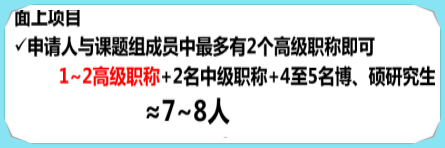 面上项目
✓申请人与课题组成员中最多有2个高级职称即可
1~2高级职称+2名中级职称+4至5名博、硕研究生
≈7~8人